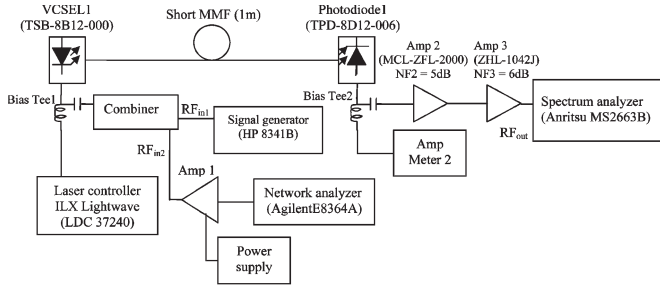 VCSEL1
(TSB-8B12-000)
Short MMF (1m)
Photodiode1
(TPD-8D12-006)
Amp 2
(MCL-ZFL-2000)
NF2 = 5dB
Amp 3
(ZHL-1042J)
NF3 = 6dB
Bias Tee1
Combiner
RFin1
Signal generator
(HP 8341B)
Bias Tee2
Amp
Meter 2
RFout
Spectrum analyzer
(Anritsu MS2663B)
RFin2
Amp 1
Laser controller
ILX Lightwave
(LDC 37240)
Network analyzer
(AgilentE8364A)
Power
supply